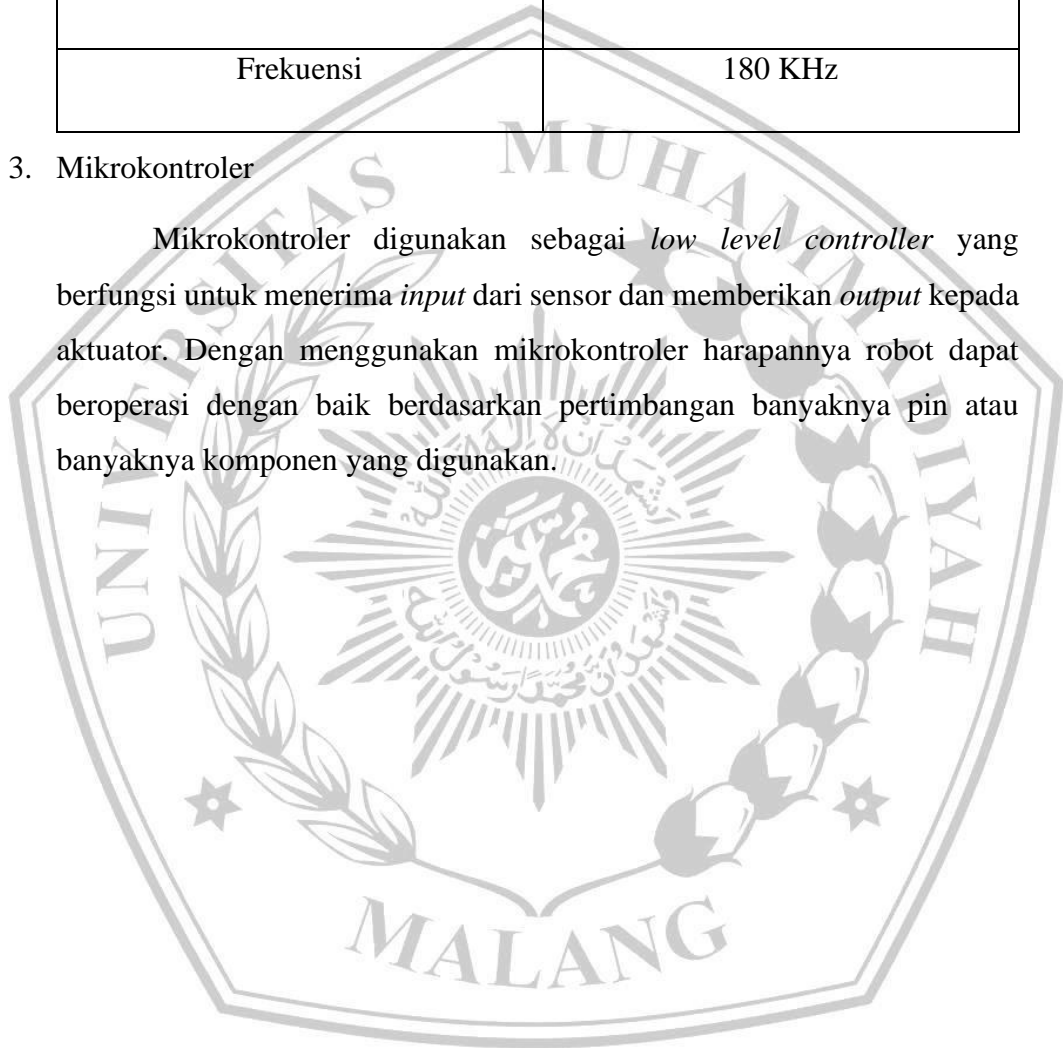 Frekuensi 180 KHz
3. Mikrokontroler
Mikrokontroler digunakan sebagai low level controller yang
berfungsi untuk menerima input dari sensor dan memberikan output kepada
aktuator. Dengan menggunakan mikrokontroler harapannya robot dapat
beroperasi dengan baik berdasarkan pertimbangan banyaknya pin atau
banyaknya komponen yang digunakan.
UNIVERSITAS MUHAMMADIYAH
MALANG